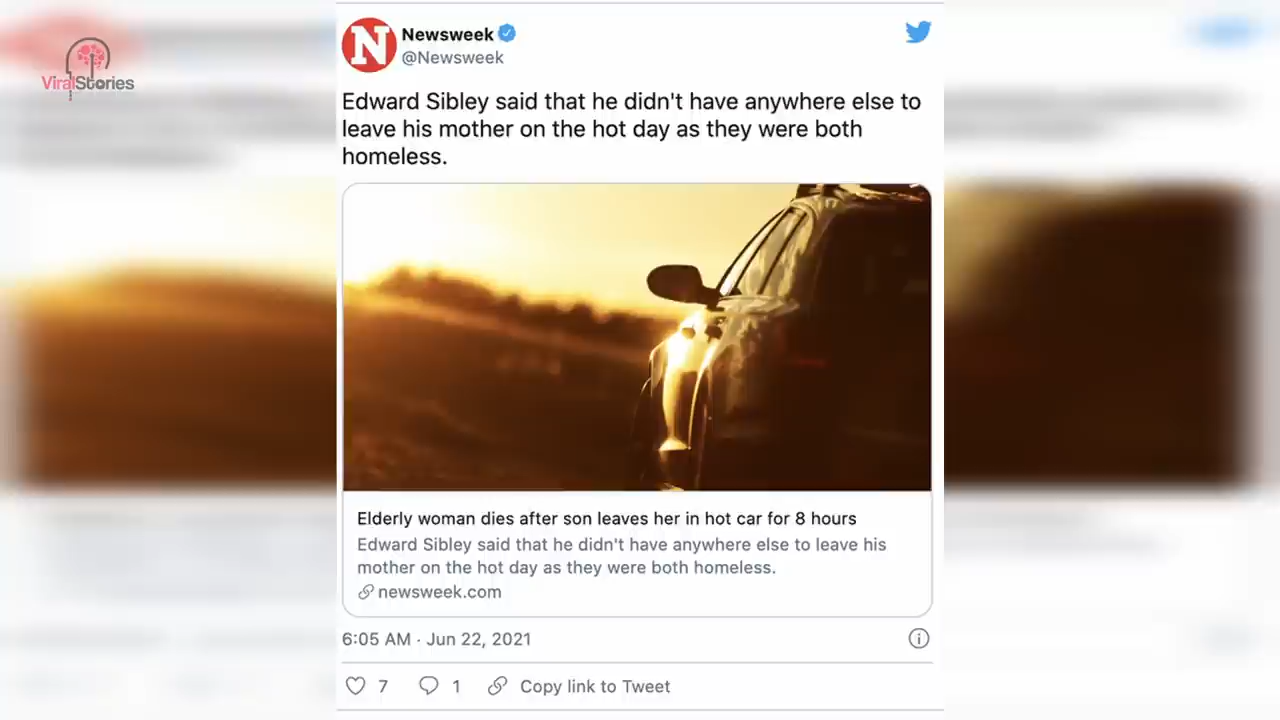 ViralStories
Newsweek
@Newsweek
Edward Sibley said that he didn't have anywhere else to
leave his mother on the hot day as they were both
homeless.
Elderly woman dies after son leaves her in hot car for 8 hours
Edward Sibley said that he didn't have anywhere else to leave his
mother on the hot day as they were both homeless.
newsweek.com
6:05 AM · Jun 22, 2021
7 1 Copy link to Tweet